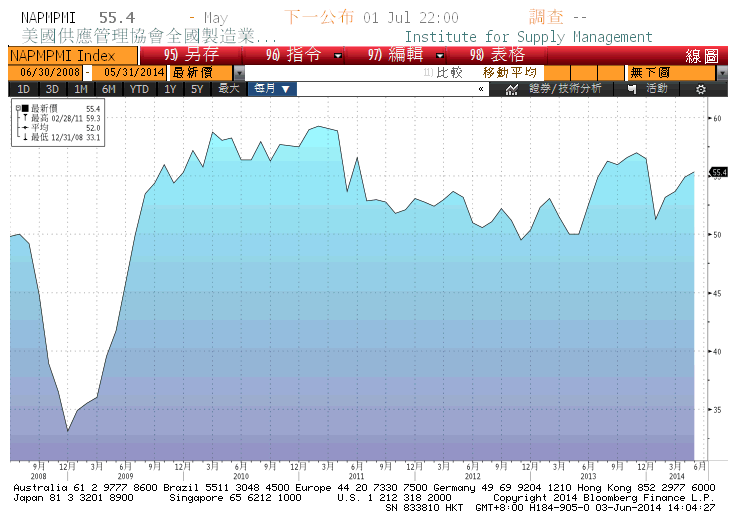 NAPMPMI 55.4 - May 下一公布 01 Jul 22:00 調查 --
美國供應管理協會全國製造業... Institute for Supply Management
NAPMPMI Index 95) 另存 96) 指令 97) 編輯 98) 表格 線圖
06/30/2008 - 05/31/2014 最新價 11) 比較 移動平均 無下價
1D 3D 1M 6M YTD 1Y 5Y 最大 每月 ▼ « 證券/技術分析 活動
最新價 55.4
最高 02/28/11 59.3
平均 52.0
最低 12/31/08 33.1
60
55
55.4
50
45
40
35
9月 12月 3月 6月 9月 12月 3月 6月 9月 12月 3月 6月 9月 12月 3月 6月 9月 12月 3月 6月 9月 12月 3月 6月
2008 2009 2010 2011 2012 2013 2014
Australia 61 2 9777 8600 Brazil 5511 3048 4500 Europe 44 20 7330 7500 Germany 49 69 9204 1210 Hong Kong 852 2977 6000
Japan 81 3 3201 8900 Singapore 65 6212 1000 U.S. 1 212 318 2000 Copyright 2014 Bloomberg Finance L.P.
SN 833810 HKT GMT+8:00 H184-905-0 03-Jun-2014 14:04:27